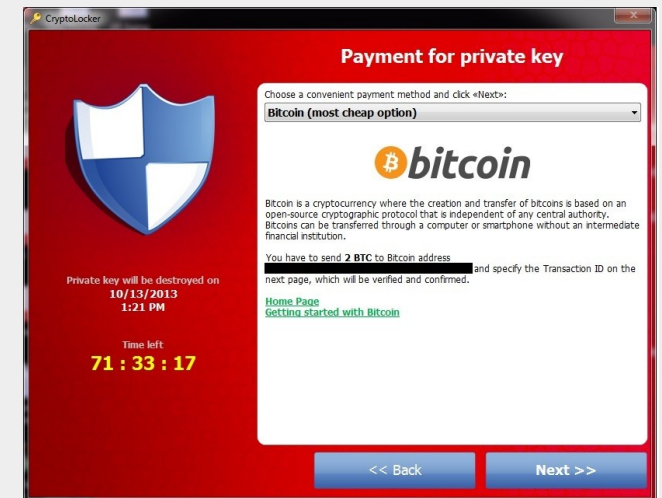 CryptoLocker
Payment for private key
Choose a convenient payment method and click «Next»:
Bitcoin (most cheap option)
bitcoin
Bitcoin is a cryptocurrency where the creation and transfer of bitcoins is based on an
open-source cryptographic protocol that is independent of any central authority.
Bitcoins can be transferred through a computer or smartphone without an intermediate
financial institution.
You have to send 2 BTC to Bitcoin address
and specify the Transaction ID on the
next page, which will be verified and confirmed.
Home Page
Getting started with Bitcoin
Private key will be destroyed on
10/13/2013
1:21 PM
Time left
71 : 33 : 17
<< Back
Next >>